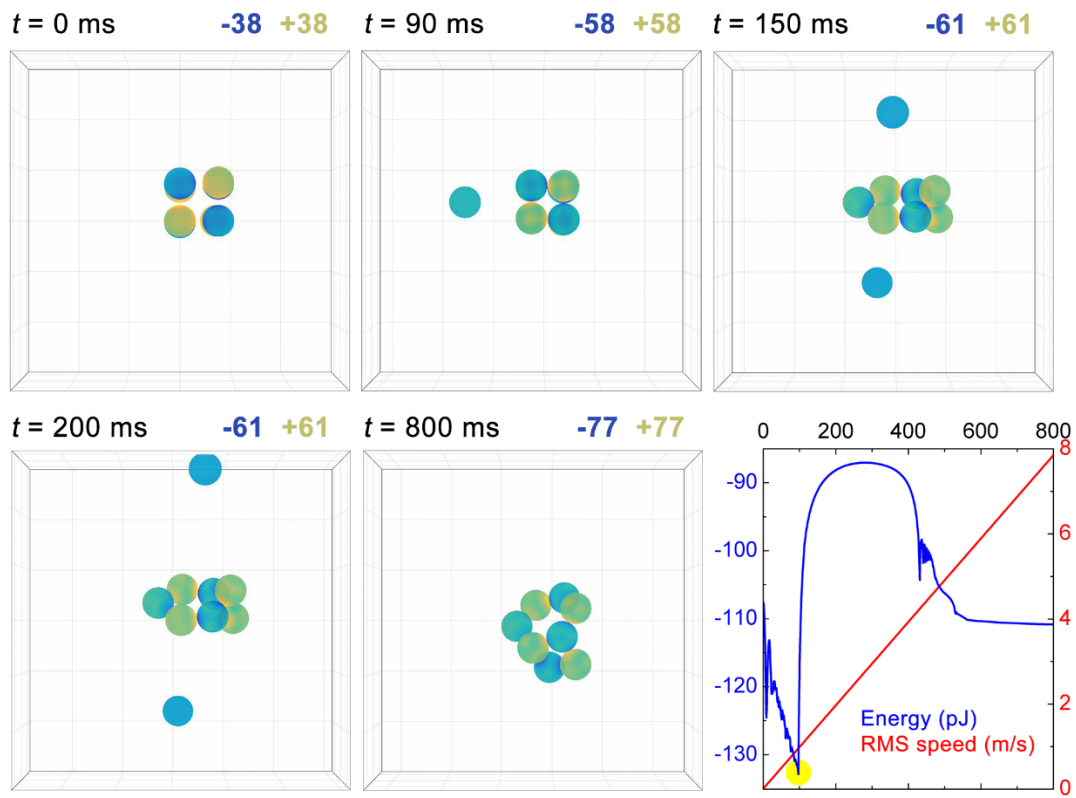 t = 0 ms -38 +38
t = 90 ms -58 +58
t = 150 ms -61 +61
t = 200 ms -61 +61
t = 800 ms -77 +77
0 200 400 600 800
8
-90
-100
6
-110
4
-120
2
-130
0
Energy (pJ)
RMS speed (m/s)